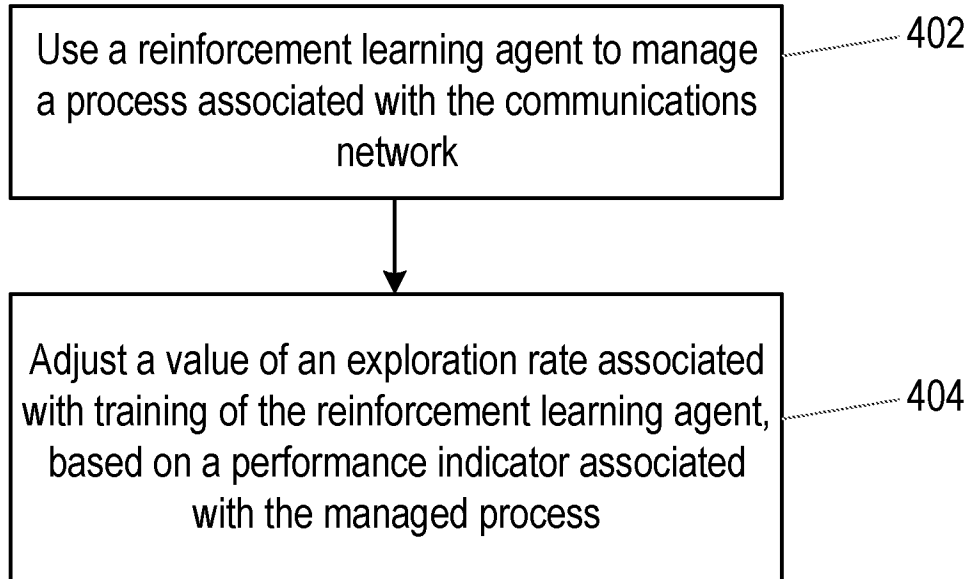 Use a reinforcement learning agent to manage
a process associated with the communications
network
402
Adjust a value of an exploration rate associated
with training of the reinforcement learning agent,
based on a performance indicator associated
with the managed process
404